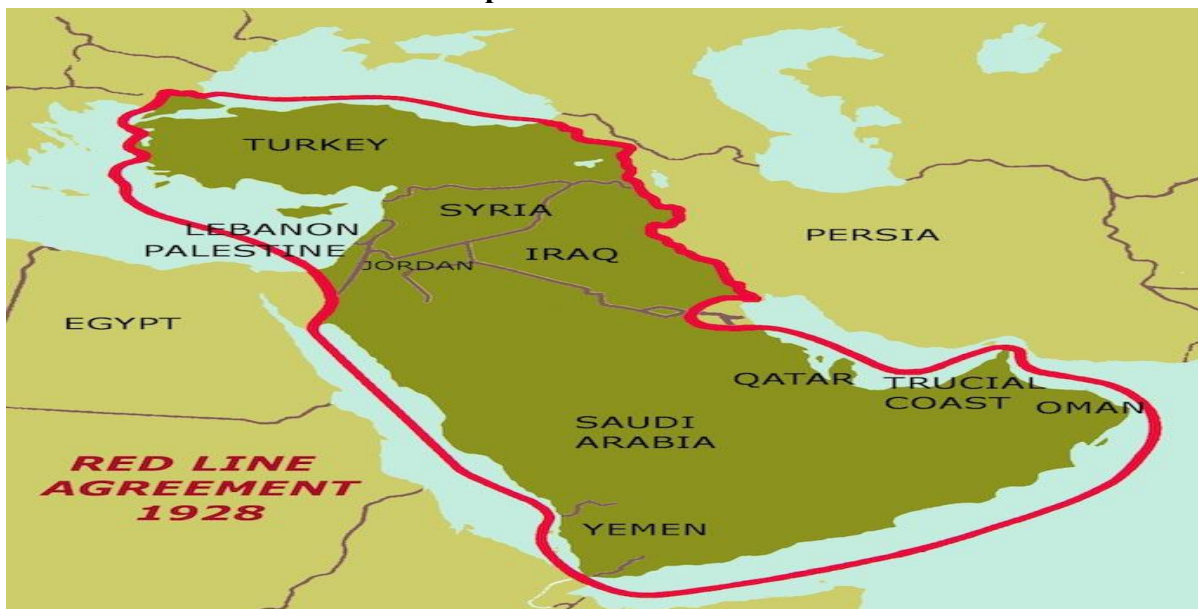 TURKEY
SYRIA
LEBANON
PALESTINE
JORDAN
IRAQ
PERSIA
EGYPT
QATAR
TRUCIAL
COAST
OMAN
SAUDI
ARABIA
RED LINE
AGREEMENT
1928
YEMEN